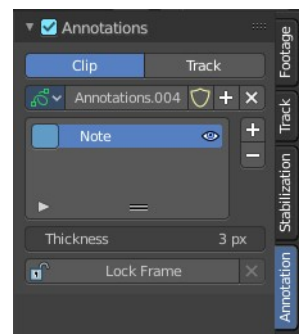 Annotations
Clip Track
Annotations.004
Note
Thickness 3 px
Lock Frame
Footage
Track
Stabilization
Annotation